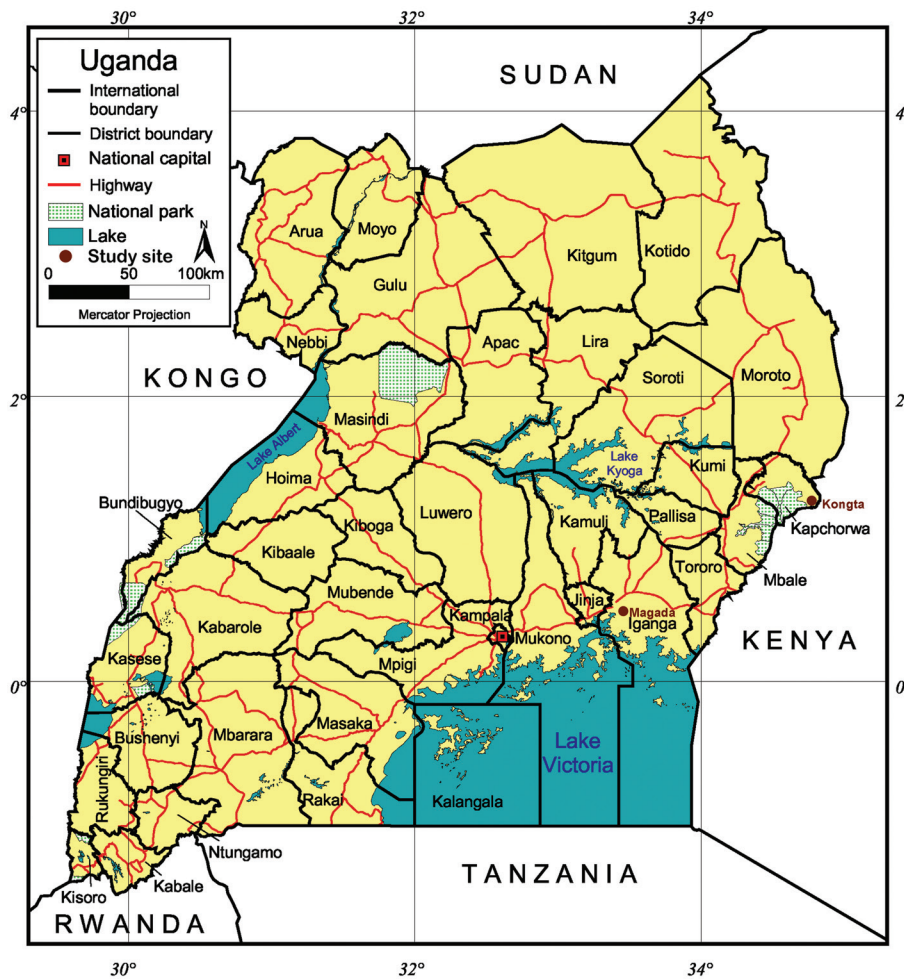 30°
32°
34°
Uganda
International
boundary
District boundary
National capital
Highway
National park
N
Lake
Study site
0 50 100km
Mercator Projection
SUDAN
4°
4
Arua
Moyo
Kitgum
Kotido
Gulu
Nebbi
Apac
Lira
KONGO
Soroti
Moroto
2°
2
Masindi
Lake Albert
Lake
Kyoga
Kumi
Hoima
Bundibugyo
Kongta
Kiboga
Luwero
Kamuli
Pallisa
Kapchorwa
Kibaale
Tororo
Mbale
Mubende
Jinja
Kampala
Magada
Iganga
Kabarole
Mukono
KENYA
Kasese
Mpigi
0°
0
Bushenyi
Mbarara
Masaka
Lake
Victoria
Rukungiri
Rakai
Kalangala
Ntungamo
Kabale
Kisoro
TANZANIA
RWANDA
30°
32°
34°